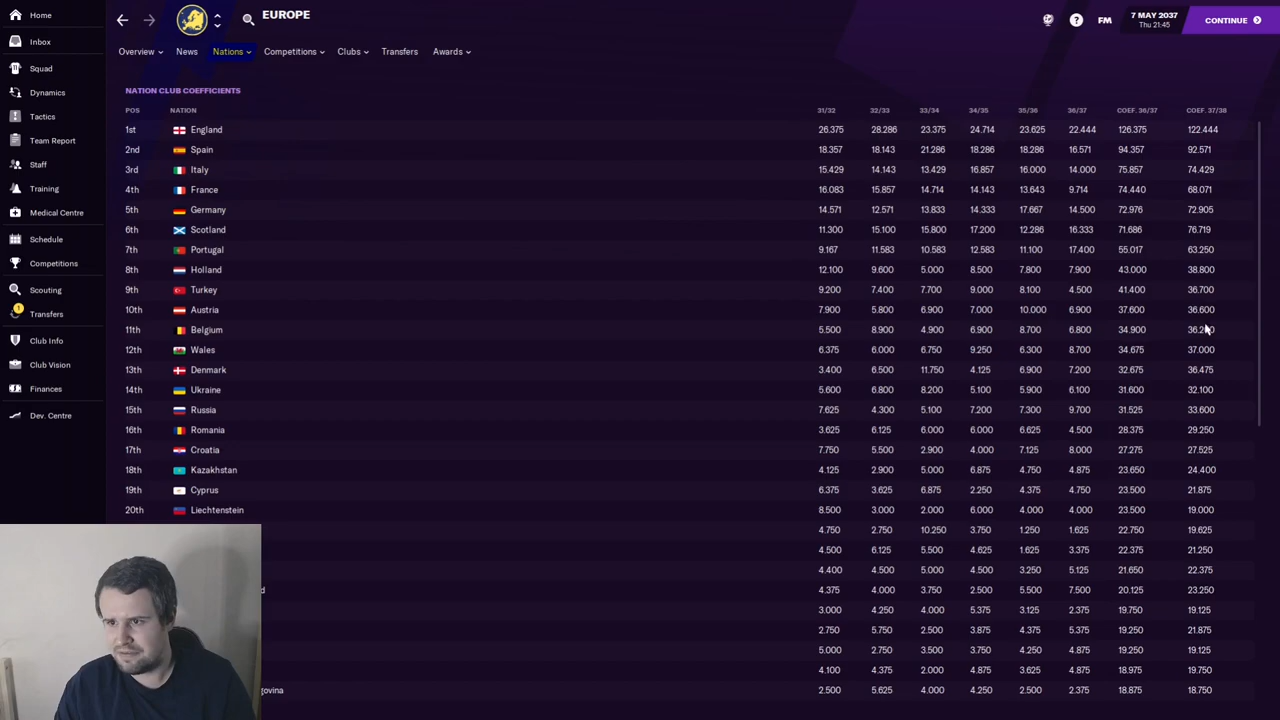 Home
Inbox
Squad
Dynamics
Tactics
Team Report
Staff
Training
Medical Centre
Schedule
Competitions
Scouting
1
Transfers
Club Info
Club Vision
Finances
Dev. Centre
EUROPE
? FM 7 MAY 2037 Thu 21:45 CONTINUE
Overview News Nations Competitions Clubs Transfers Awards
NATION CLUB COEFFICIENTS
POS NATION 31/32 32/33 33/34 34/35 35/36 36/37 COEF. 36/37 COEF. 37/38
1st England 26.375 28.286 23.375 24.714 23.625 22.444 126.375 122.444
2nd Spain 18.357 18.143 21.286 18.286 18.286 16.571 94.357 92.571
3rd Italy 15.429 14.143 13.429 16.857 16.000 14.000 75.857 74.429
4th France 16.083 15.857 14.714 14.143 13.643 9.714 74.440 68.071
5th Germany 14.571 12.571 13.833 14.333 17.667 14.500 72.976 72.905
6th Scotland 11.300 15.100 15.800 17.200 12.286 16.333 71.686 76.719
7th Portugal 9.167 11.583 10.583 12.583 11.100 17.400 55.017 63.250
8th Holland 12.100 9.600 5.000 8.500 7.800 7.900 43.000 38.800
9th Turkey 9.200 7.400 7.700 9.000 8.100 4.500 41.400 36.700
10th Austria 7.900 5.800 6.900 7.000 10.000 6.900 37.600 36.600
11th Belgium 5.500 8.900 4.900 6.900 8.700 6.800 34.900
12th Wales 6.375 6.000 6.750 9.250 6.300 8.700 34.675 37.000
13th Denmark 3.400 6.500 11.750 4.125 6.900 7.200 32.675 36.475
14th Ukraine 5.600 6.800 8.200 5.100 5.900 6.100 31.600 32.100
15th Russia 7.625 4.300 5.100 7.200 7.300 9.700 31.525 33.600
16th Romania 3.625 6.125 6.000 6.000 6.625 4.500 28.375 29.250
17th Croatia 7.750 5.500 2.900 4.000 7.125 8.000 27.275 27.525
18th Kazakhstan 4.125 2.900 5.000 6.875 4.750 4.875 23.650 24.400
19th Cyprus 6.375 3.625 6.875 2.250 4.375 4.750 23.500 21.875
20th Liechtenstein 8.500 3.000 2.000 6.000 4.000 4.000 23.500 19.000
4.750 2.750 10.250 3.750 1.250 1.625 22.750 19.625
4.500 6.125 5.500 4.625 1.625 3.375 22.375 21.250
4.400 4.500 5.000 4.500 3.250 5.125 21.650 22.375
d 4.375 4.000 3.750 2.500 5.500 7.500 20.125 23.250
3.000 4.250 4.000 5.375 3.125 2.375 19.750 19.125
2.750 5.750 2.500 3.875 4.375 5.375 19.250 21.875
5.000 2.750 3.500 3.750 4.250 4.875 19.250 19.125
4.100 4.375 2.000 4.875 3.625 4.875 18.975 19.750
govina 2.500 5.625 4.000 4.250 2.500 2.375 18.875 18.750